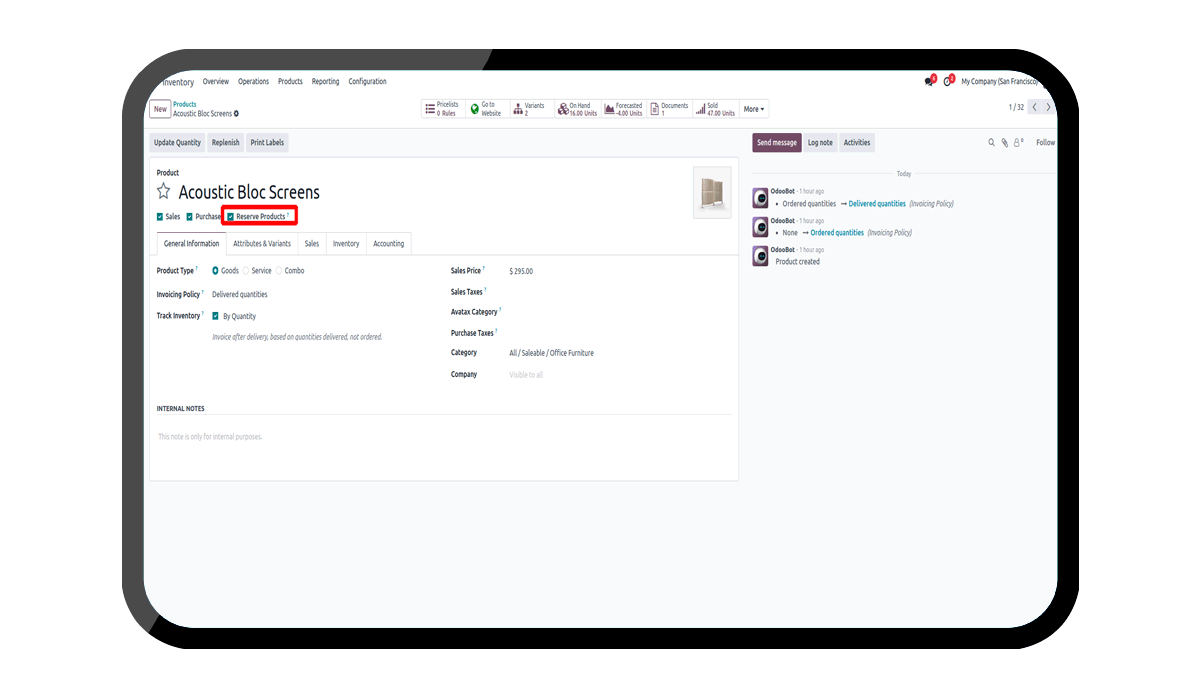 Inventory Overview Operations Products Reporting Configuration
My Company (San Francisco)
New
Products
Acoustic Bloc Screens
Pricelists
0 Rules
Go to
Website
Variants
2
On Hand
16.00 Units
Forecasted
-4.00 Units
Documents
1
Sold
47.00 Units
More
1 / 32
Update Quantity Replenish Print Labels
Send message Log note Activities
Follow
Product
Acoustic Bloc Screens
Sales Purchase Reserve Products ?
General Information Attributes & Variants Sales Inventory Accounting
Product Type ? Goods Service Combo
Invoicing Policy ? Delivered quantities
Track Inventory ? By Quantity
Invoice after delivery, based on quantities delivered, not ordered.
Sales Price ? $ 295.00
Sales Taxes ?
Avatax Category ?
Purchase Taxes ?
Category All / Saleable / Office Furniture
Company Visible to all
INTERNAL NOTES
This note is only for internal purposes.
Today
OdooBot - 1 hour ago
Ordered quantities → Delivered quantities (Invoicing Policy)
OdooBot - 1 hour ago
None → Ordered quantities (Invoicing Policy)
OdooBot - 1 hour ago
Product created